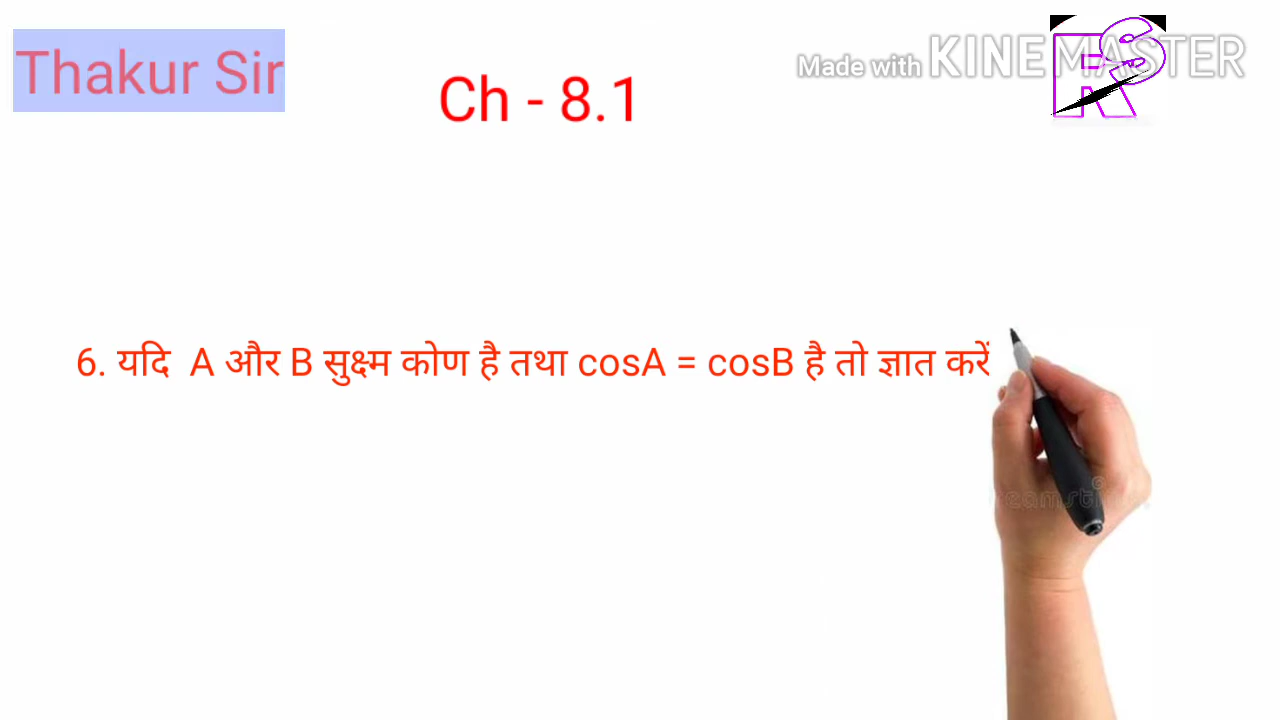 Thakur Sir
Made with KINEMASTER
Ch - 8.1
6. यदि A और B सुक्ष्म कोण है तथा cosA = cosB है तो ज्ञात करें